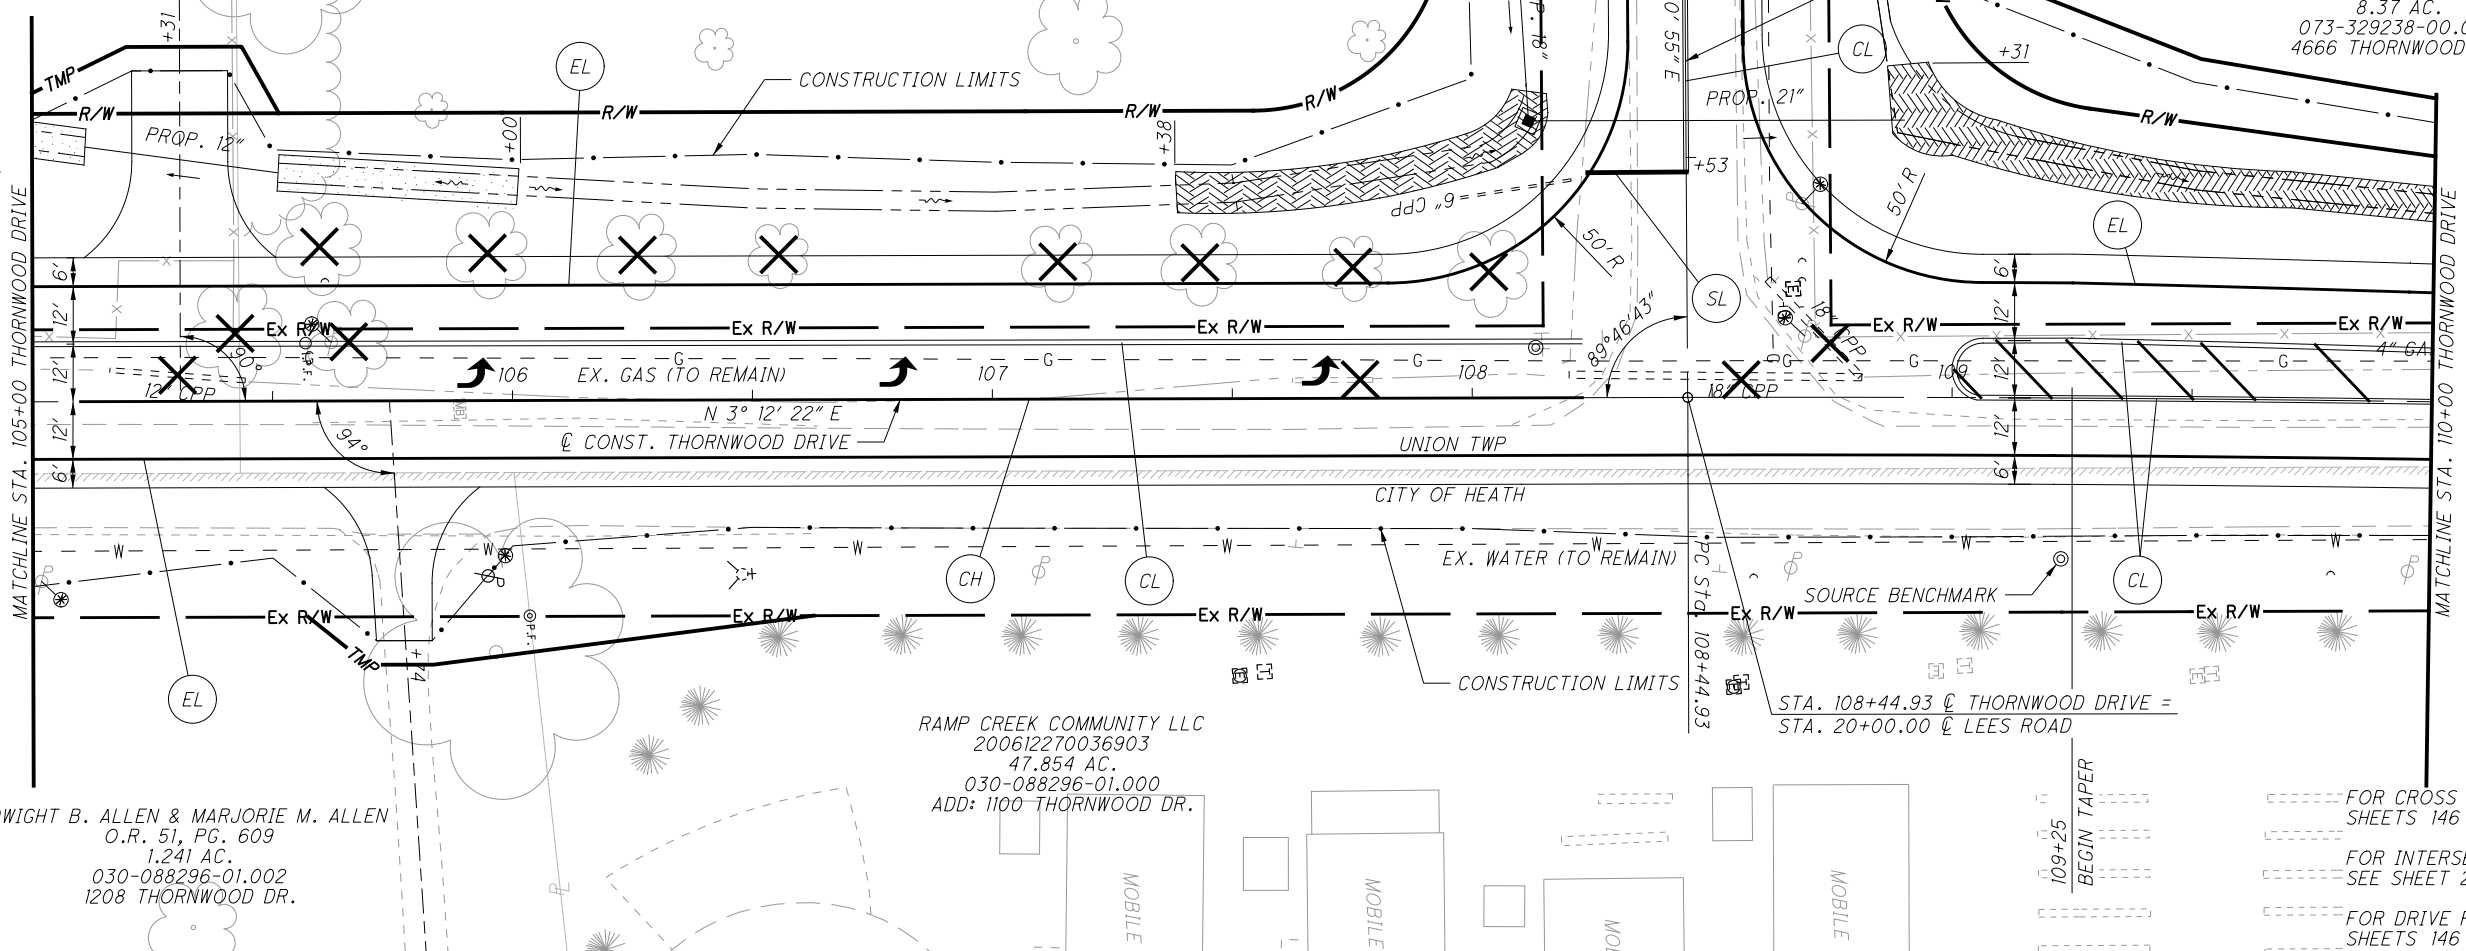 MATCHLINE STA. 105+00 THORNWOOD DRIVE
MATCHLINE STA. 110+00 THORNWOOD DRIVE
+31
TMP
R/W
R/W
R/W
R/W
R/W
PROP. 12"
EL
CONSTRUCTION LIMITS
+00
+38
P. 18"
0' 55" E
CL
PROP. 21"
+31
8.37 AC.
073-329238-00.0
4666 THORNWOOD
+53
= 6" CPP
50' R
50' R
EL
SL
6'
12'
12'
12'
6'
6'
12'
12'
12'
6'
Ex R/W
Ex R/W
Ex R/W
Ex R/W
Ex R/W
90°
12" CPP
G
G
G
G
G
G
G
106
EX. GAS (TO REMAIN)
107
108
109
4" GA
89°46'43"
18" CPP
18" CPP
N 3° 12' 22" E
94°
℄ CONST. THORNWOOD DRIVE
UNION TWP
CITY OF HEATH
W
W
W
W
W
W
W
EX. WATER (TO REMAIN)
CH
CL
CL
SOURCE BENCHMARK
Ex R/W
Ex R/W
Ex R/W
Ex R/W
Ex R/W
TMP
+74
P.F.
EL
PC Sta. 108+44.93
CONSTRUCTION LIMITS
STA. 108+44.93 ℄ THORNWOOD DRIVE =
STA. 20+00.00 ℄ LEES ROAD
RAMP CREEK COMMUNITY LLC
200612270036903
47.854 AC.
030-088296-01.000
ADD: 1100 THORNWOOD DR.
WIGHT B. ALLEN & MARJORIE M. ALLEN
O.R. 51, PG. 609
1.241 AC.
030-088296-01.002
1208 THORNWOOD DR.
MOBILE
MOBILE
MOBILE
109+25
BEGIN TAPER
FOR CROSS
SHEETS 146
FOR INTERSE
SEE SHEET 2
FOR DRIVE
SHEETS 146